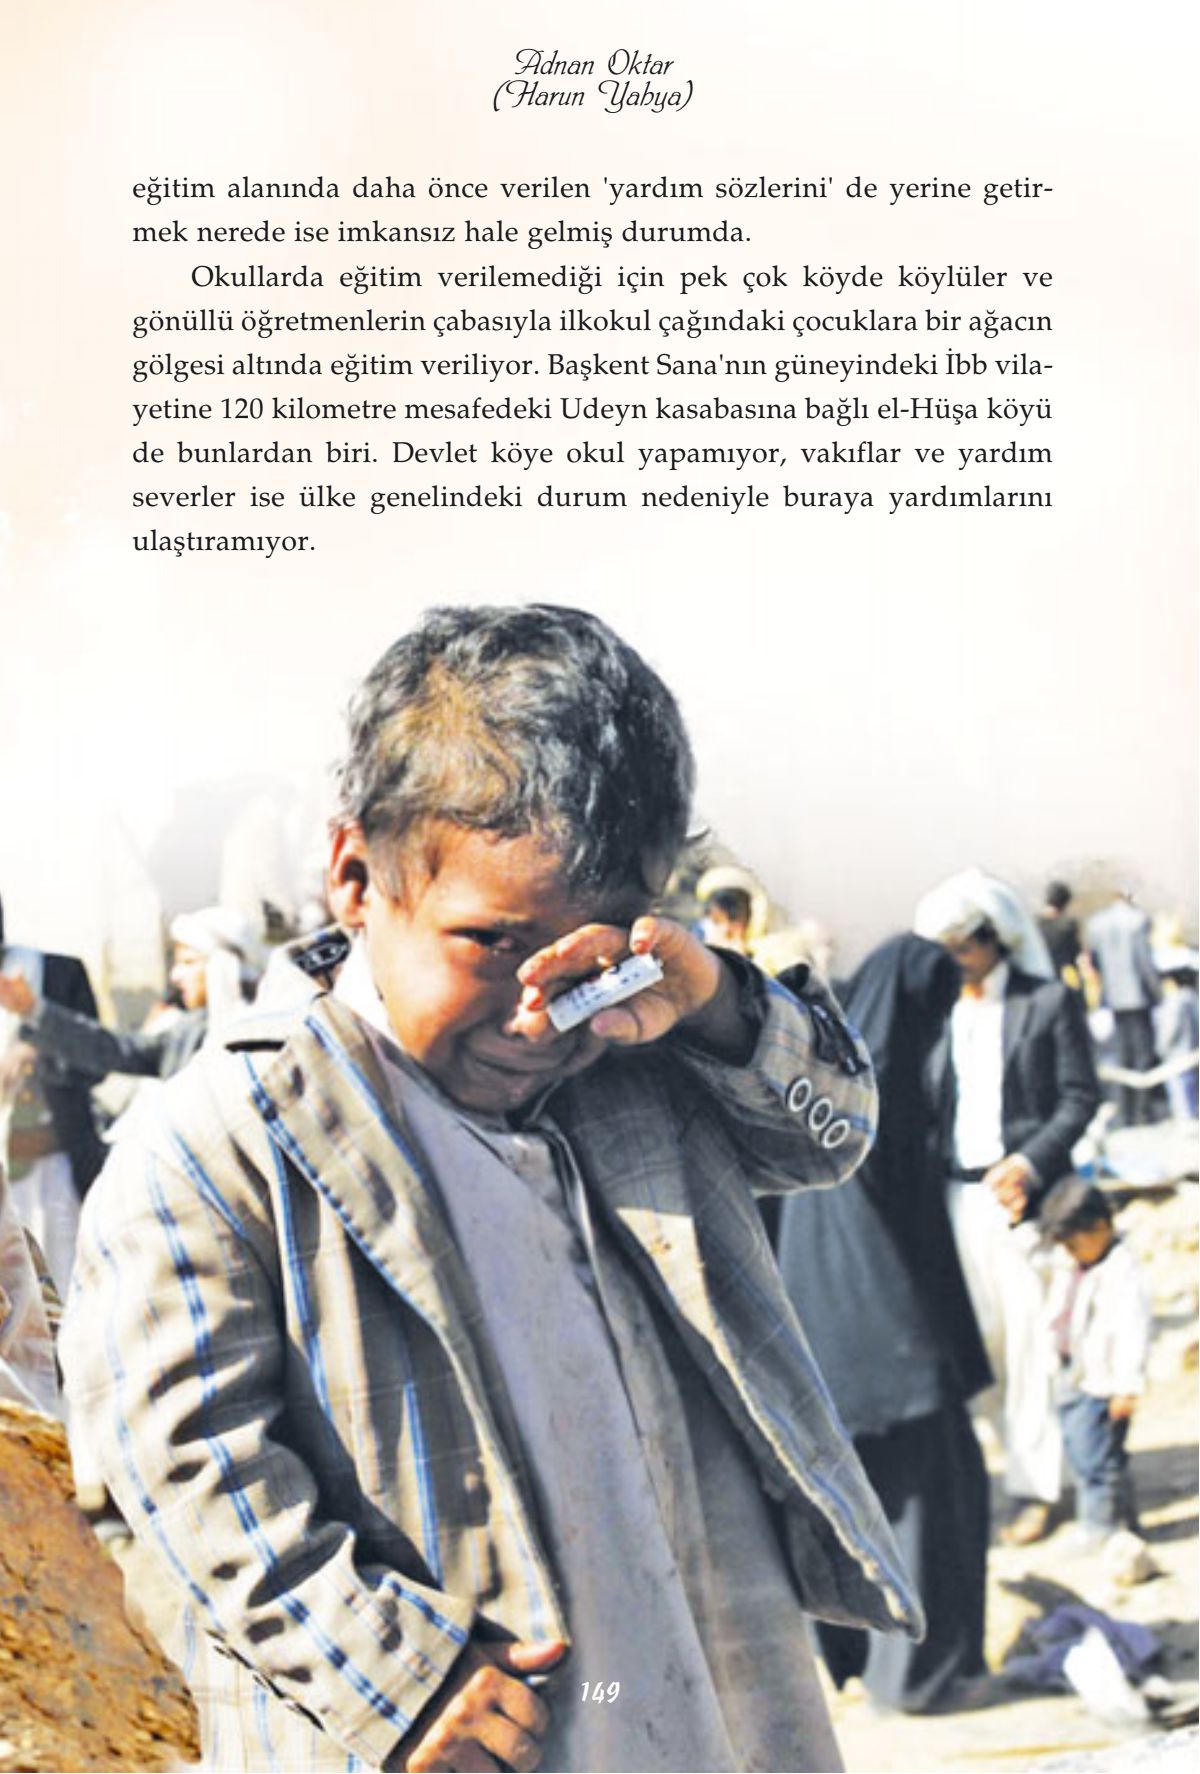 Adnan Oktar
(Harun Yahya)
eğitim alanında daha önce verilen 'yardım sözlerini' de yerine getir-
mek nerede ise imkansız hale gelmiş durumda.
Okullarda eğitim verilemediği için pek çok köyde köylüler ve
gönüllü öğretmenlerin çabasıyla ilkokul çağındaki çocuklara bir ağacın
gölgesi altında eğitim veriliyor. Başkent Sana'nın güneyindeki İbb vila-
yetine 120 kilometre mesafedeki Udeyn kasabasına bağlı el-Hüşa köyü
de bunlardan biri. Devlet köye okul yapamıyor, vakıflar ve yardım
severler ise ülke genelindeki durum nedeniyle buraya yardımlarını
ulaştıramıyor.
149